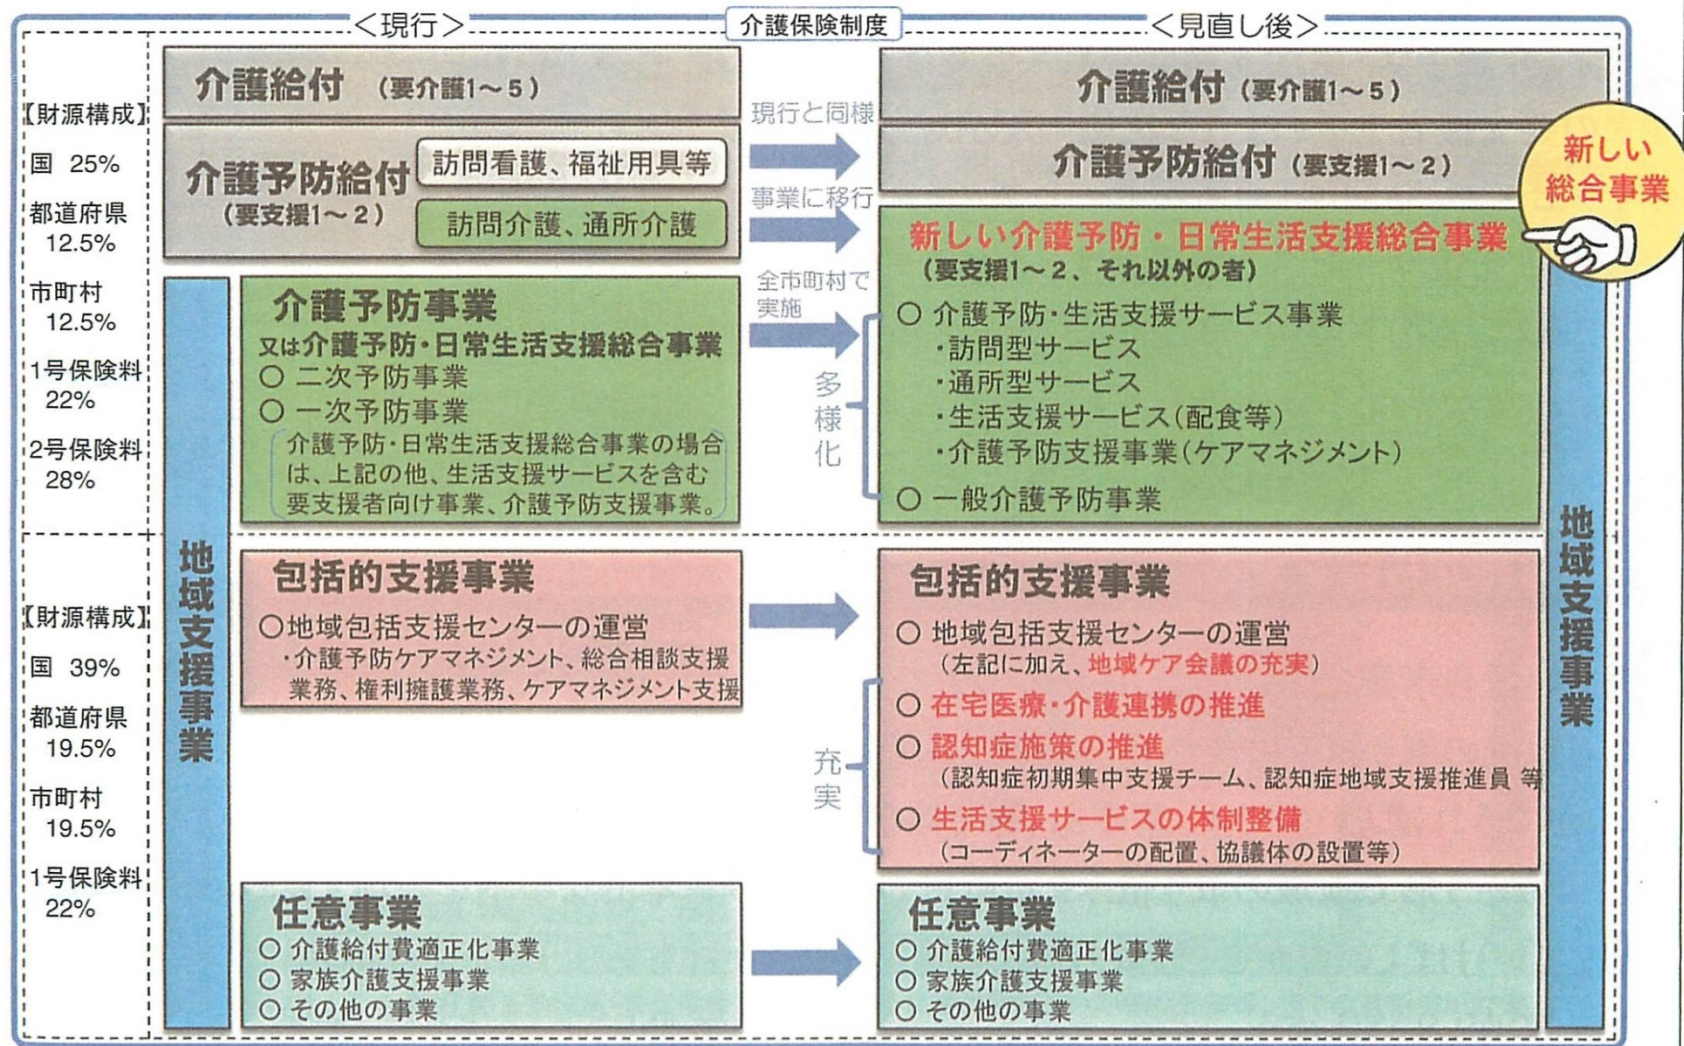 介護保険制度
<現行>
<見直し後>
【財源構成】
国 25%
都道府県
12.5%
市町村
12.5%
1号保険料
22%
2号保険料
28%
【財源構成】
国 39%
都道府県
19.5%
市町村
19.5%
1号保険料
22%
地域支援事業
介護給付 (要介護1~5)
介護予防給付
(要支援1~2)
訪問看護、福祉用具等
訪問介護、通所介護
介護予防事業
又は介護予防・日常生活支援総合事業
○ 二次予防事業
○ 一次予防事業
介護予防・日常生活支援総合事業の場合
は、上記の他、生活支援サービスを含む
要支援者向け事業、介護予防支援事業。
包括的支援事業
○地域包括支援センターの運営
・介護予防ケアマネジメント、総合相談支援
業務、権利擁護業務、ケアマネジメント支援
任意事業
○ 介護給付費適正化事業
○ 家族介護支援事業
○ その他の事業
現行と同様
事業に移行
全市町村で
実施
多様化
充実
介護給付 (要介護1~5)
介護予防給付 (要支援1~2)
新しい
総合事業
新しい介護予防・日常生活支援総合事業
(要支援1~2、それ以外の者)
○ 介護予防・生活支援サービス事業
・訪問型サービス
・通所型サービス
・生活支援サービス(配食等)
・介護予防支援事業(ケアマネジメント)
○ 一般介護予防事業
包括的支援事業
○ 地域包括支援センターの運営
(左記に加え、地域ケア会議の充実)
○ 在宅医療・介護連携の推進
○ 認知症施策の推進
(認知症初期集中支援チーム、認知症地域支援推進員 等
○ 生活支援サービスの体制整備
(コーディネーターの配置、協議体の設置等)
任意事業
○ 介護給付費適正化事業
○ 家族介護支援事業
○ その他の事業
地域支援事業